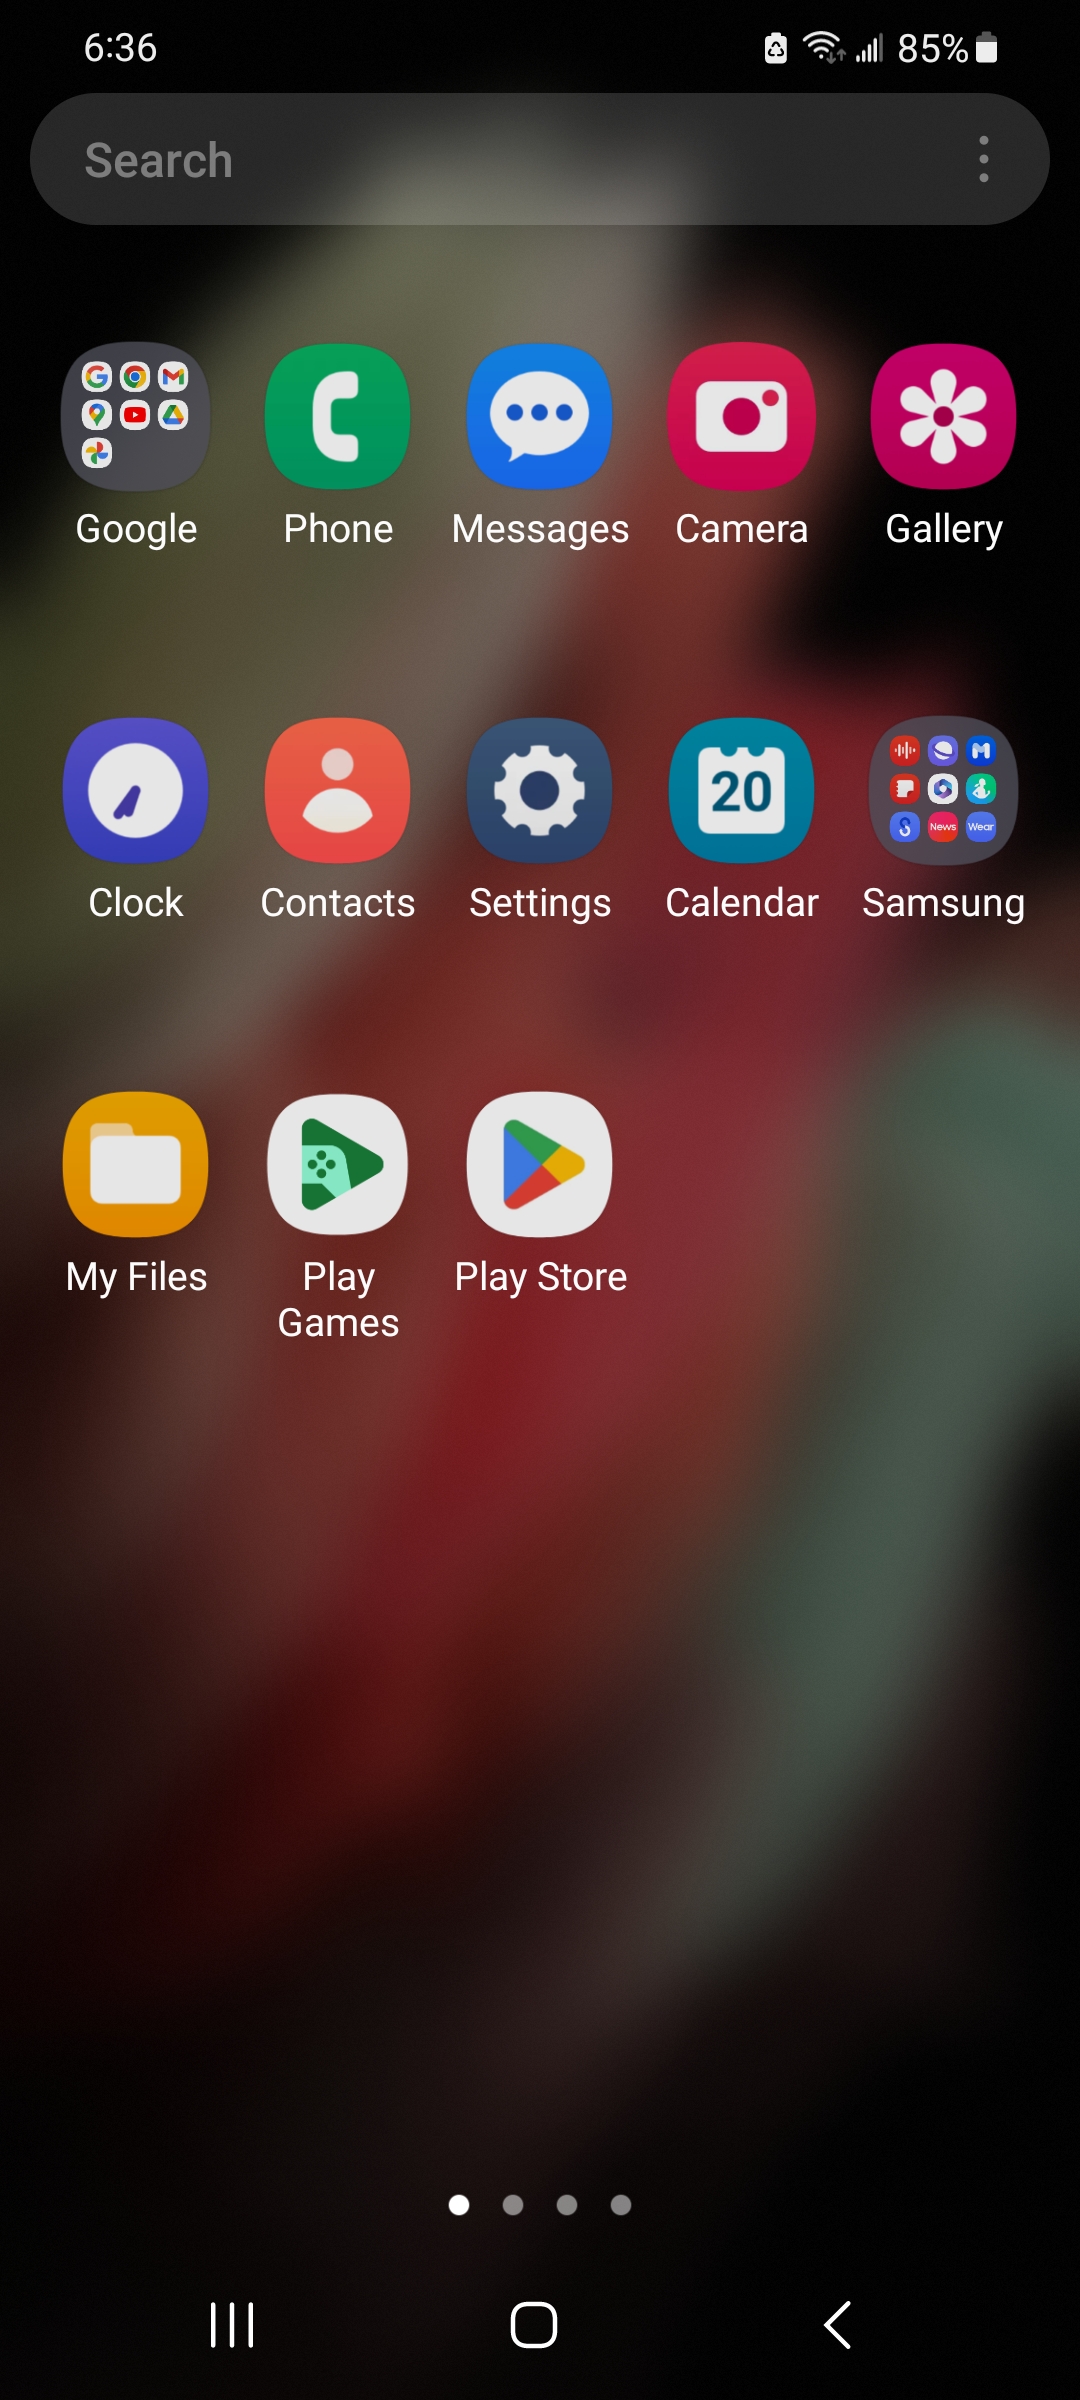 6:36
85%
Search
Google
Phone
Messages
Camera
Gallery
20
News
Wear
Clock
Contacts
Settings
Calendar
Samsung
My Files
Play
Games
Play Store